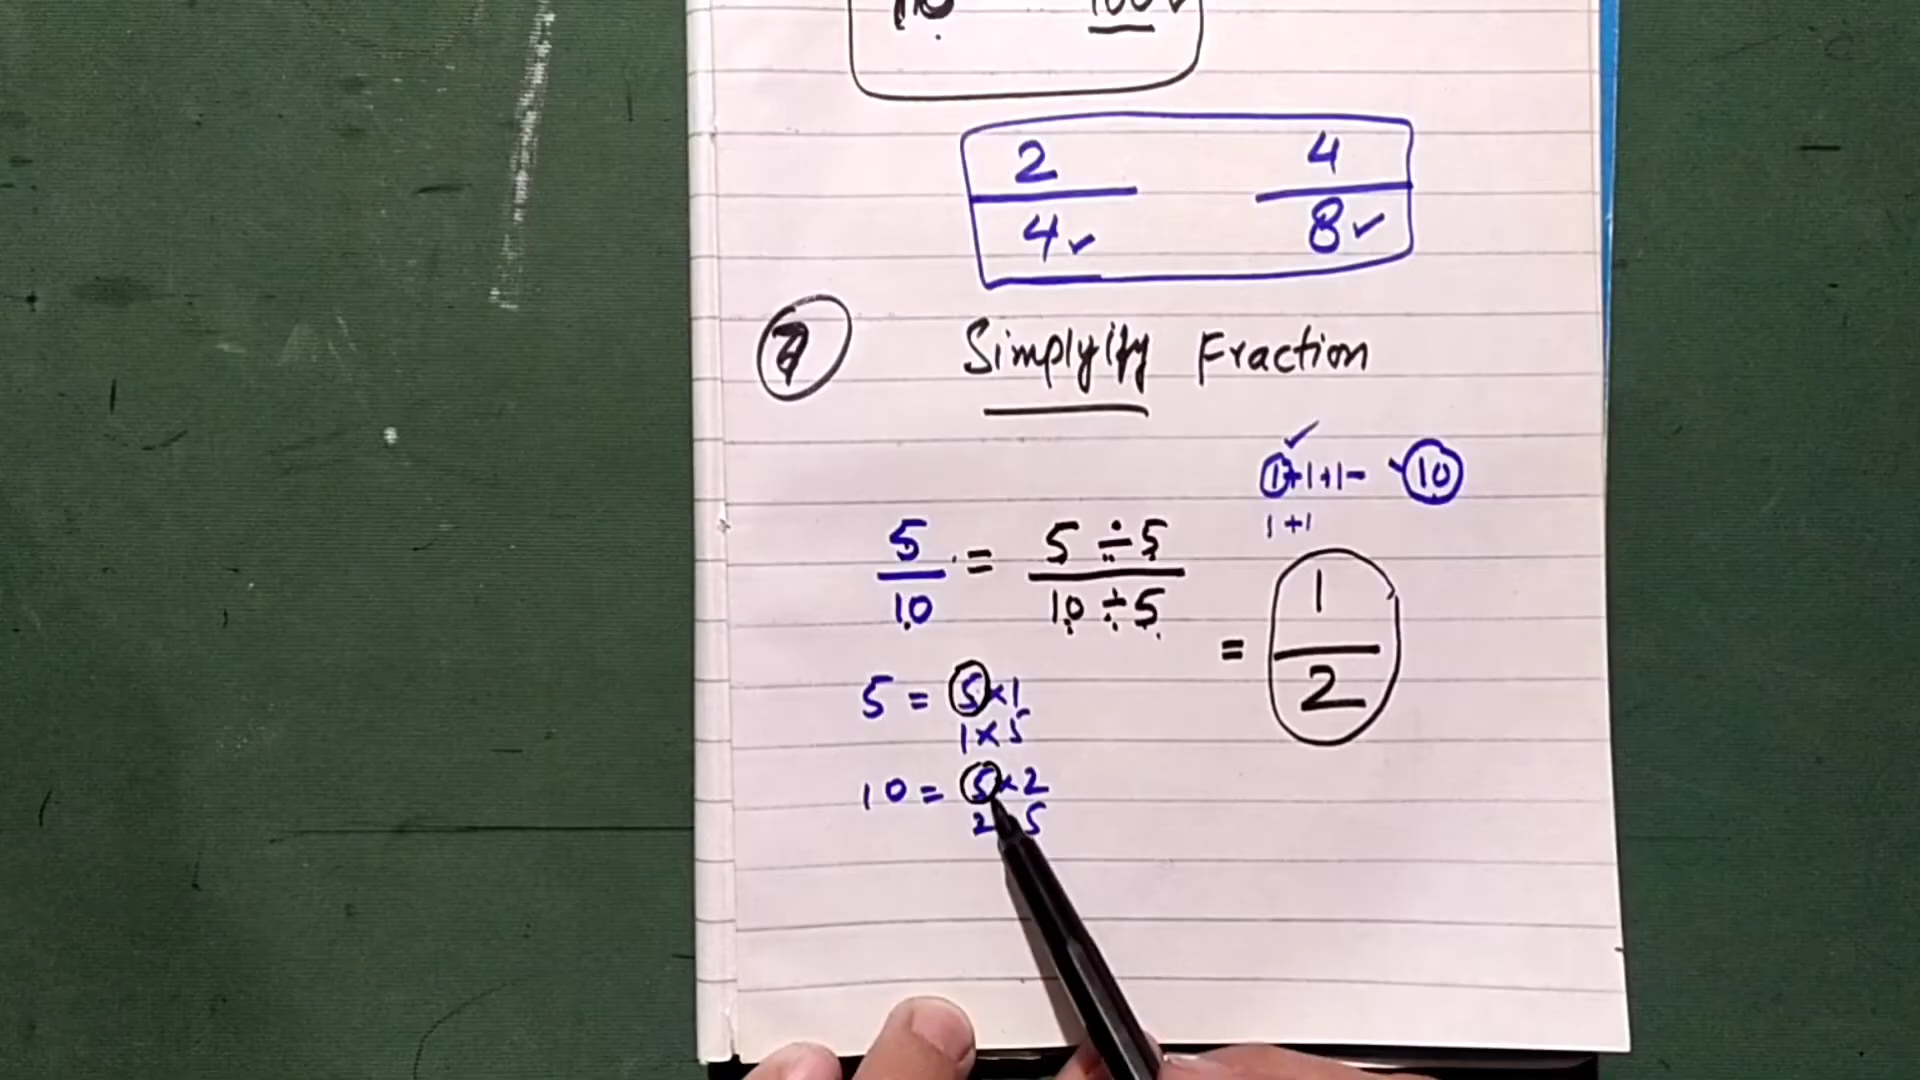 2 4
4✓ 8✓
7 Simplyify Fraction
1+1+1- 10
1+1
5/10 = 5÷5/10÷5 = 1/2
5 = 5×1
1×5
10 = 5×2
2 5